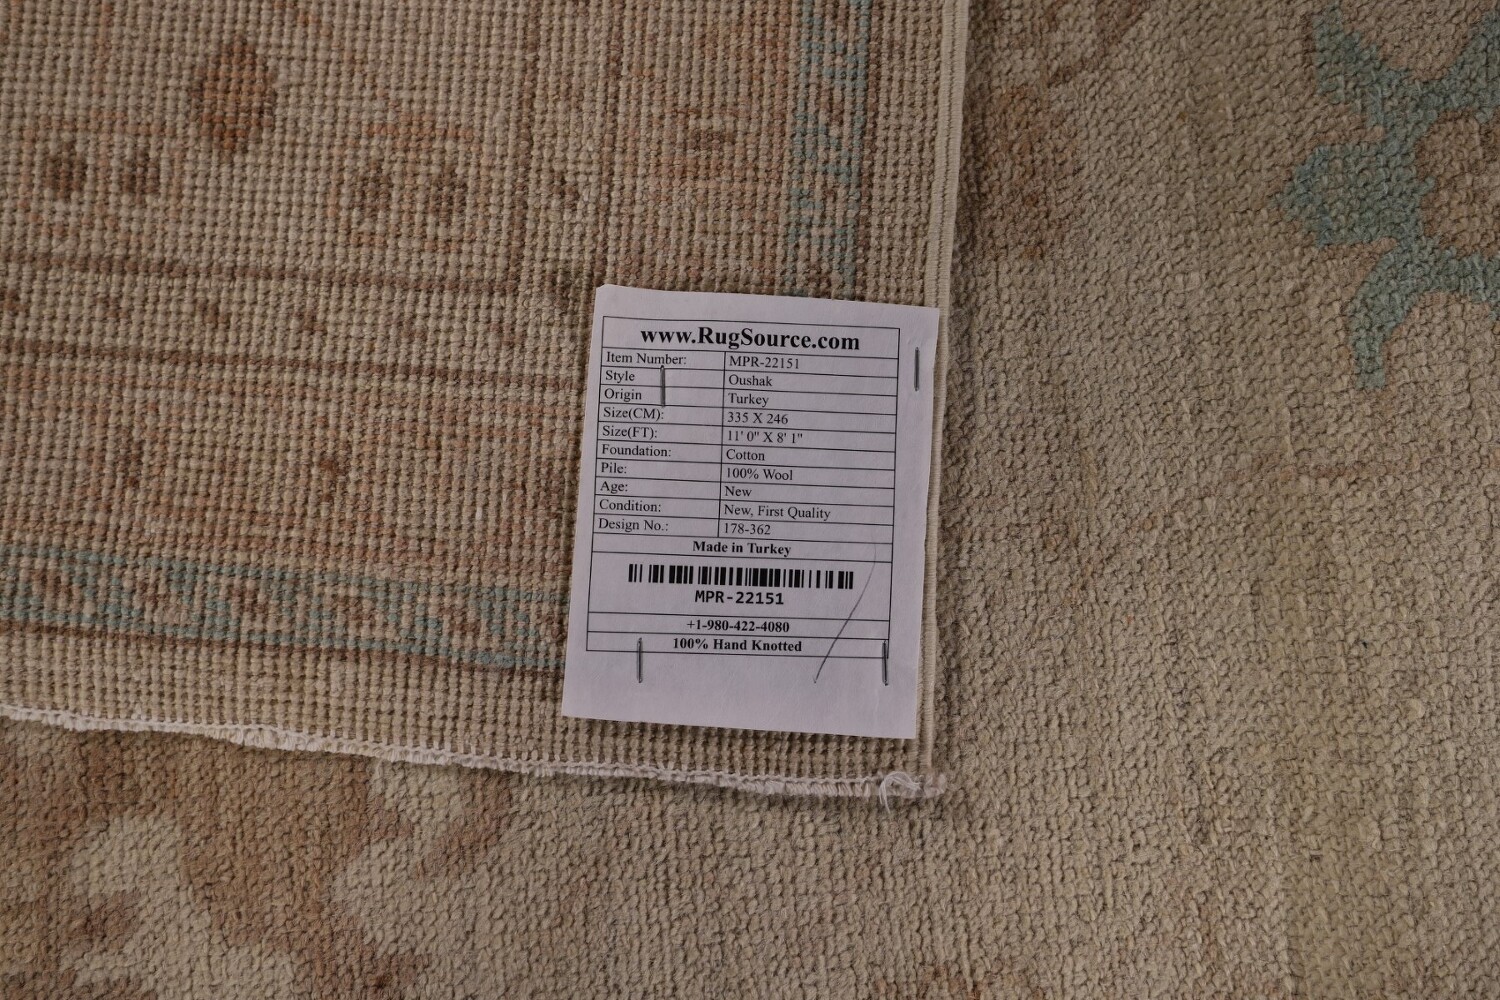 www.RugSource.com
Item Number: MPR-22151
Style Oushak
Origin Turkey
Size(CM): 335 X 246
Size(FT): 11' 0" X 8' 1"
Foundation: Cotton
Pile: 100% Wool
Age: New
Condition: New, First Quality
Design No.: 178-362
Made in Turkey
MPR-22151
+1-980-422-4080
100% Hand Knotted